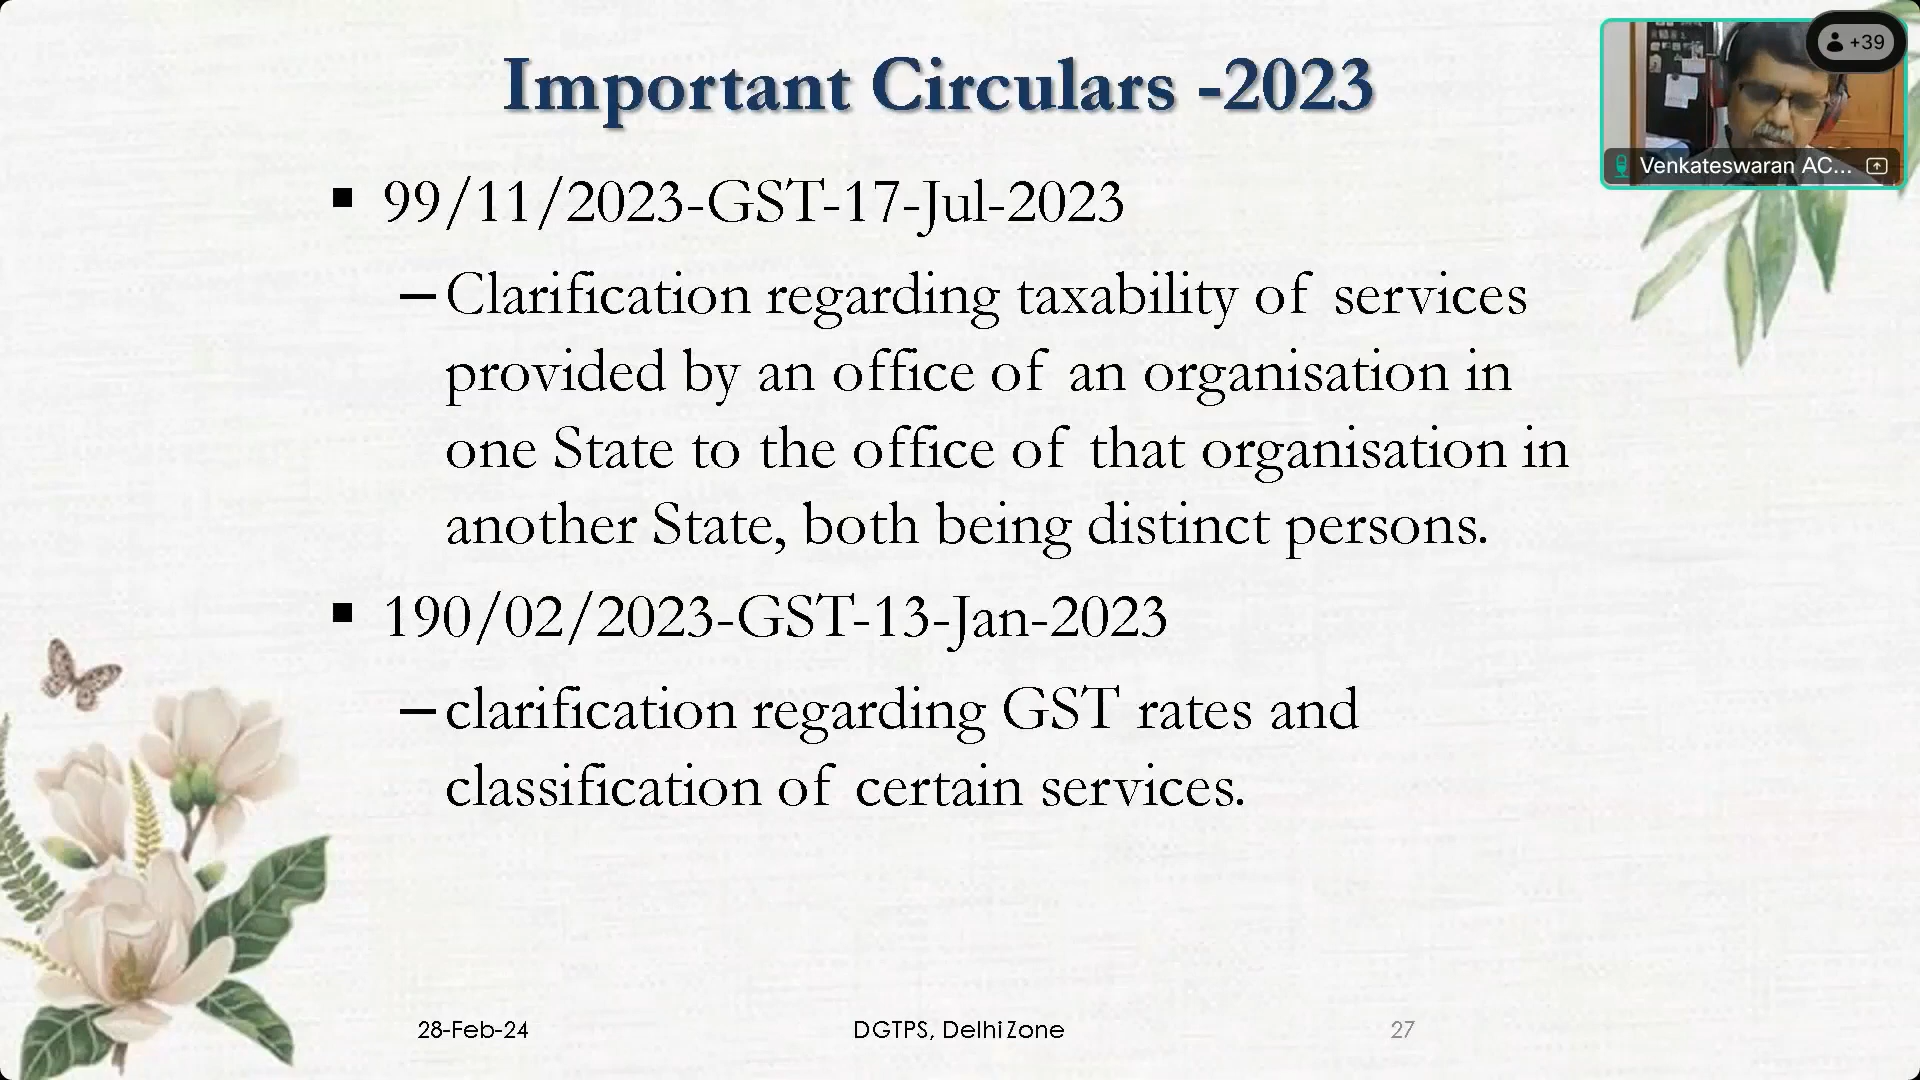 Important Circulars -2023
+39
Venkateswaran AC...
▪ 99/11/2023-GST-17-Jul-2023
– Clarification regarding taxability of services
provided by an office of an organisation in
one State to the office of that organisation in
another State, both being distinct persons.
▪ 190/02/2023-GST-13-Jan-2023
– clarification regarding GST rates and
classification of certain services.
28-Feb-24
DGTPS, Delhi Zone
27